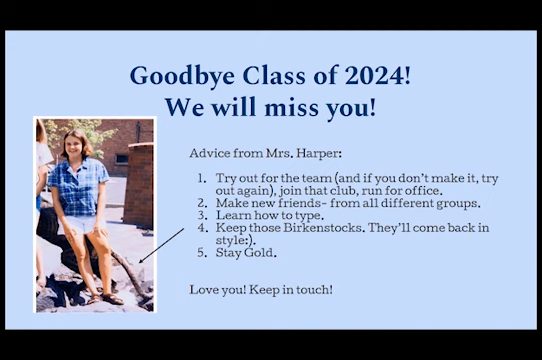 Goodbye Class of 2024!
We will miss you!
Advice from Mrs. Harper:
1. Try out for the team (and if you don't make it, try
out again), join that club, run for office.
2. Make new friends- from all different groups.
3. Learn how to type.
4. Keep those Birkenstocks. They'll come back in
style:).
5. Stay Gold.
Love you! Keep in touch!